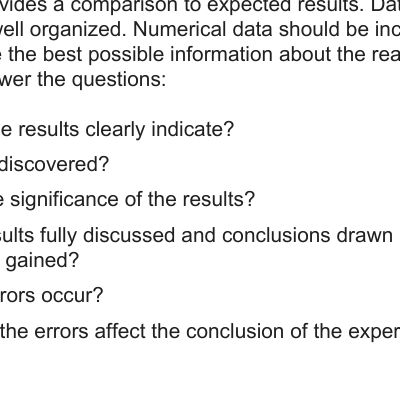 vides a comparison to expected results. Dat
well organized. Numerical data should be inc
e the best possible information about the rea
wer the questions:
e results clearly indicate?
discovered?
e significance of the results?
sults fully discussed and conclusions drawn
gained?
rors occur?
the errors affect the conclusion of the exper